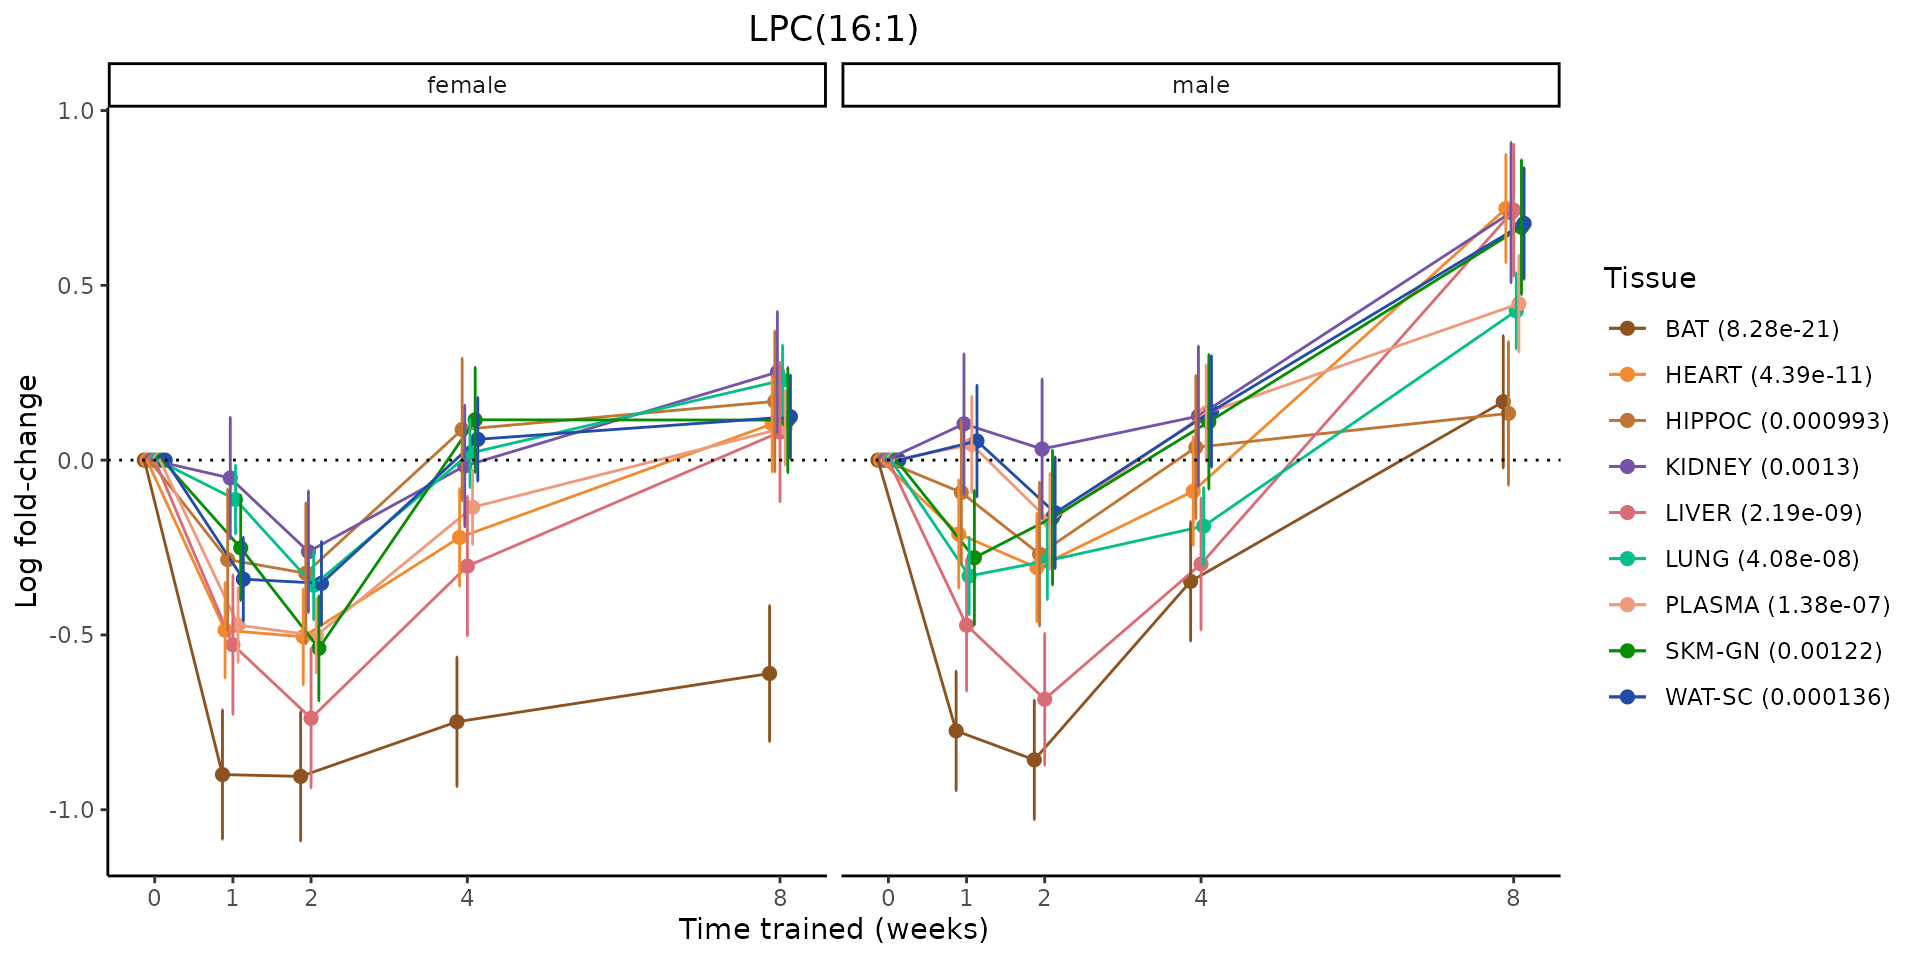 LPC(16:1)
female
male
Log fold-change
1.0
0.5
0.0
-0.5
-1.0
0 1 2 4 8
0 1 2 4 8
Time trained (weeks)
Tissue
BAT (8.28e-21)
HEART (4.39e-11)
HIPPOC (0.000993)
KIDNEY (0.0013)
LIVER (2.19e-09)
LUNG (4.08e-08)
PLASMA (1.38e-07)
SKM-GN (0.00122)
WAT-SC (0.000136)